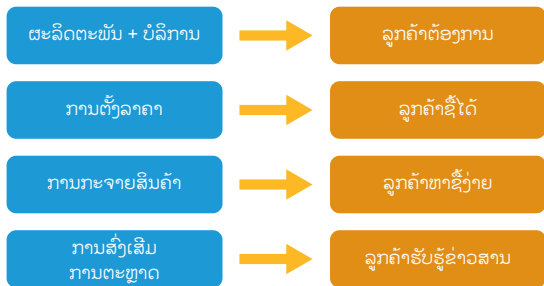 ຜະລິດຕະພັນ + ບໍລິການ
ລູກຄ້າຕ້ອງການ
ການຕັ້ງລາຄາ
ລູກຄ້າຊື້ໄດ້
ການກະຈາຍສິນຄ້າ
ລູກຄ້າຫາຊື້ງ່າຍ
ການສົ່ງເສີມ
ການຕະຫຼາດ
ລູກຄ້າຮັບຮູ້ຂ່າວສານ